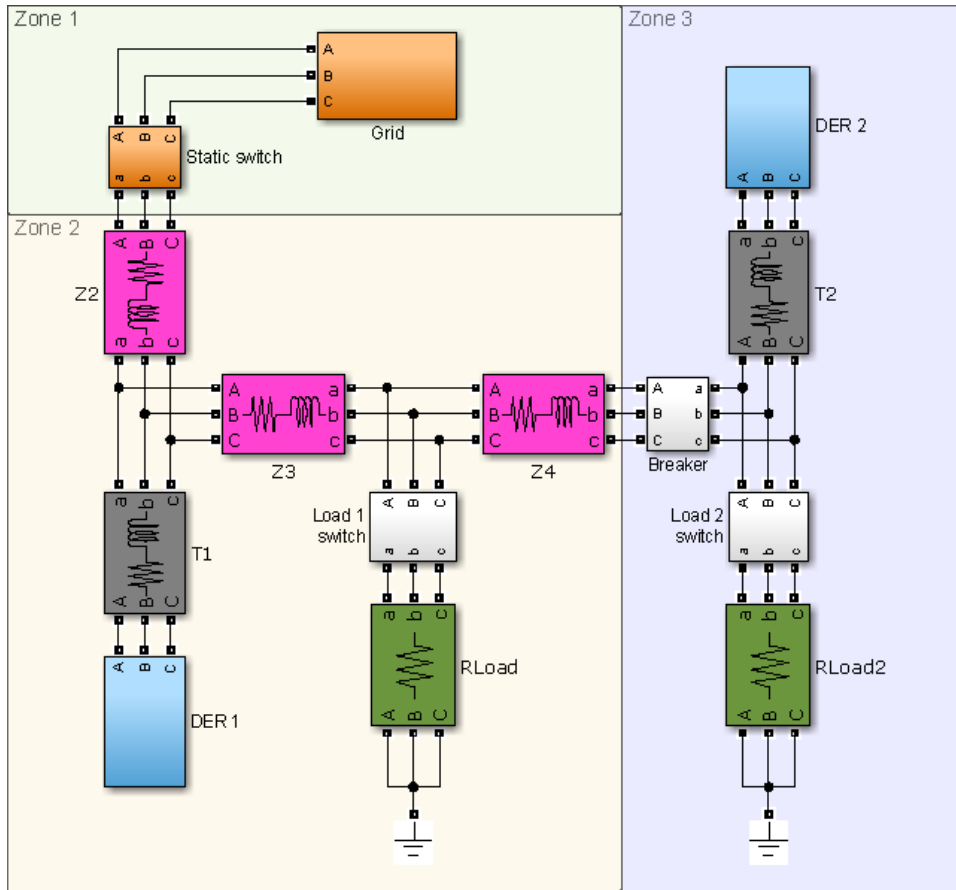 Zone 1
Zone 3
A
B
C
Grid
DER 2
A B C
Static switch
a b c
A B C
Zone 2
A B C
Z2
a b c
a b c
T2
A B C
A a
B b
C c
Z3
A a
B b
C c
Z4
A a
B b
C c
Breaker
a b c
T1
A B C
A B C
Load 1
switch
a b c
A B C
Load 2
switch
a b c
A B C
DER 1
a b c
RLoad
A B C
a b c
RLoad2
A B C